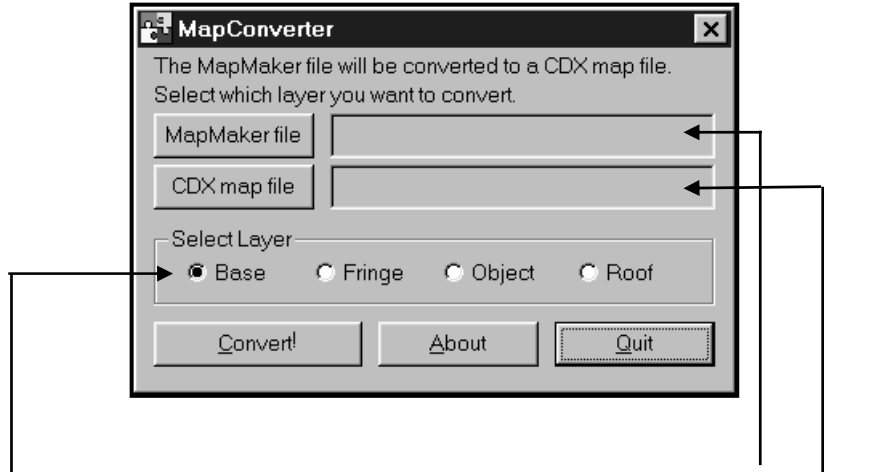 MapConverter
The MapMaker file will be converted to a CDX map file.
Select which layer you want to convert.
MapMaker file
CDX map file
Select Layer
Base Fringe Object Roof
Convert! About Quit